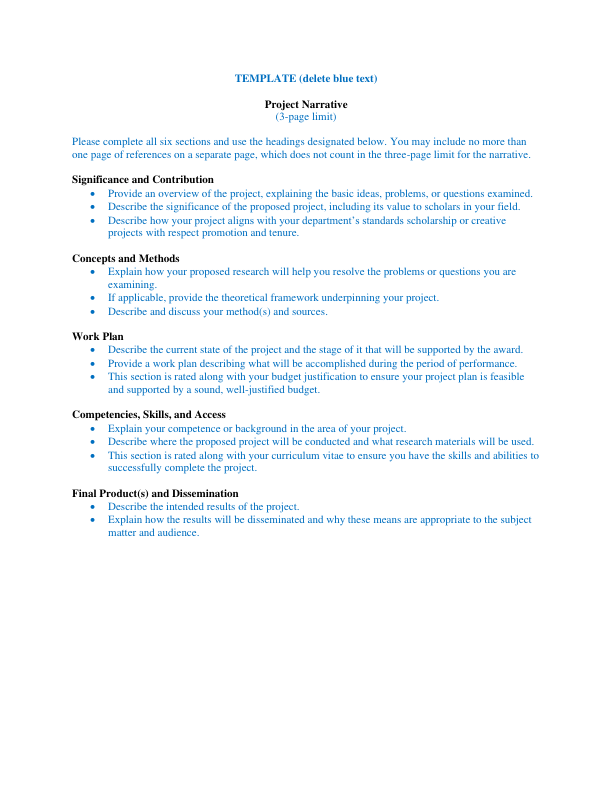 TEMPLATE (delete blue text)
Project Narrative
(3-page limit)
Please complete all six sections and use the headings designated below. You may include no more than
one page of references on a separate page, which does not count in the three-page limit for the narrative.
Significance and Contribution
• Provide an overview of the project, explaining the basic ideas, problems, or questions examined.
• Describe the significance of the proposed project, including its value to scholars in your field.
• Describe how your project aligns with your department’s standards scholarship or creative
projects with respect promotion and tenure.
Concepts and Methods
• Explain how your proposed research will help you resolve the problems or questions you are
examining.
• If applicable, provide the theoretical framework underpinning your project.
• Describe and discuss your method(s) and sources.
Work Plan
• Describe the current state of the project and the stage of it that will be supported by the award.
• Provide a work plan describing what will be accomplished during the period of performance.
• This section is rated along with your budget justification to ensure your project plan is feasible
and supported by a sound, well-justified budget.
Competencies, Skills, and Access
• Explain your competence or background in the area of your project.
• Describe where the proposed project will be conducted and what research materials will be used.
• This section is rated along with your curriculum vitae to ensure you have the skills and abilities to
successfully complete the project.
Final Product(s) and Dissemination
• Describe the intended results of the project.
• Explain how the results will be disseminated and why these means are appropriate to the subject
matter and audience.